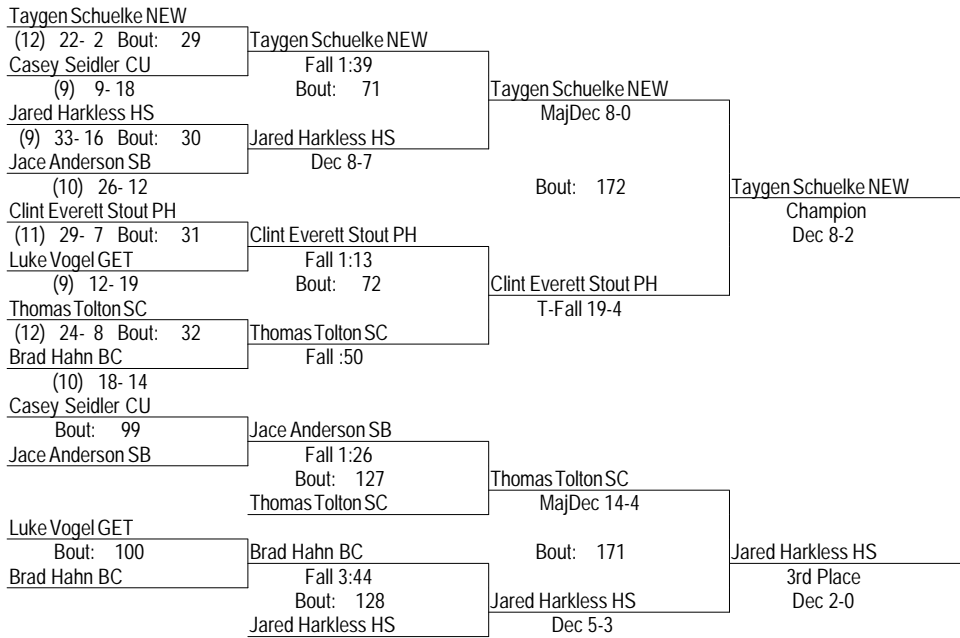 Taygen Schuelke NEW
(12) 22- 2 Bout: 29 Taygen Schuelke NEW
Casey Seidler CU Fall 1:39
(9) 9- 18 Bout: 71 Taygen Schuelke NEW
Jared Harkless HS MajDec 8-0
(9) 33- 16 Bout: 30 Jared Harkless HS
Jace Anderson SB Dec 8-7
(10) 26- 12 Bout: 172 Taygen Schuelke NEW
Clint Everett Stout PH Champion
(11) 29- 7 Bout: 31 Clint Everett Stout PH Dec 8-2
Luke Vogel GET Fall 1:13
(9) 12- 19 Bout: 72 Clint Everett Stout PH
Thomas Tolton SC T-Fall 19-4
(12) 24- 8 Bout: 32 Thomas Tolton SC
Brad Hahn BC Fall :50
(10) 18- 14
Casey Seidler CU
Bout: 99 Jace Anderson SB
Jace Anderson SB Fall 1:26
Bout: 127 Thomas Tolton SC
Thomas Tolton SC MajDec 14-4
Luke Vogel GET
Bout: 100 Brad Hahn BC Bout: 171 Jared Harkless HS
Brad Hahn BC Fall 3:44 3rd Place
Bout: 128 Jared Harkless HS Dec 2-0
Jared Harkless HS Dec 5-3